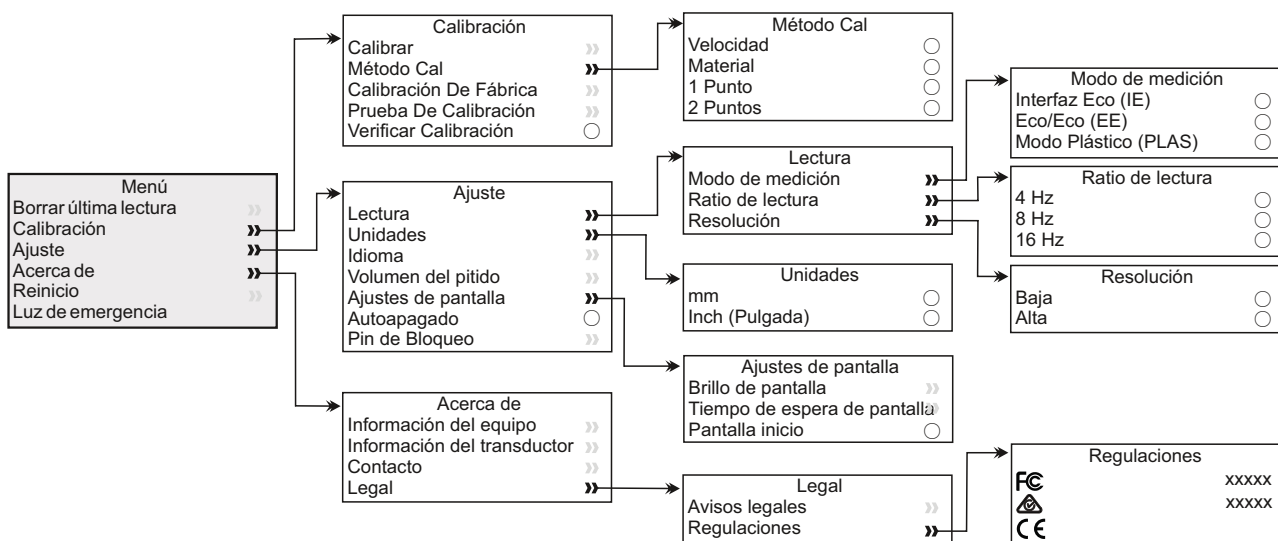 Menú
Borrar última lectura
Calibración
Ajuste
Acerca de
Reinicio
Luz de emergencia
Calibración
Calibrar
Método Cal
Calibración De Fábrica
Prueba De Calibración
Verificar Calibración
Ajuste
Lectura
Unidades
Idioma
Volumen del pitido
Ajustes de pantalla
Autoapagado
Pin de Bloqueo
Acerca de
Información del equipo
Información del transductor
Contacto
Legal
Método Cal
Velocidad
Material
1 Punto
2 Puntos
Lectura
Modo de medición
Ratio de lectura
Resolución
Unidades
mm
Inch (Pulgada)
Ajustes de pantalla
Brillo de pantalla
Tiempo de espera de pantalla
Pantalla inicio
Legal
Avisos legales
Regulaciones
Modo de medición
Interfaz Eco (IE)
Eco/Eco (EE)
Modo Plástico (PLAS)
Ratio de lectura
4 Hz
8 Hz
16 Hz
Resolución
Baja
Alta
Regulaciones
FC xxxxx
xxxxx
CE